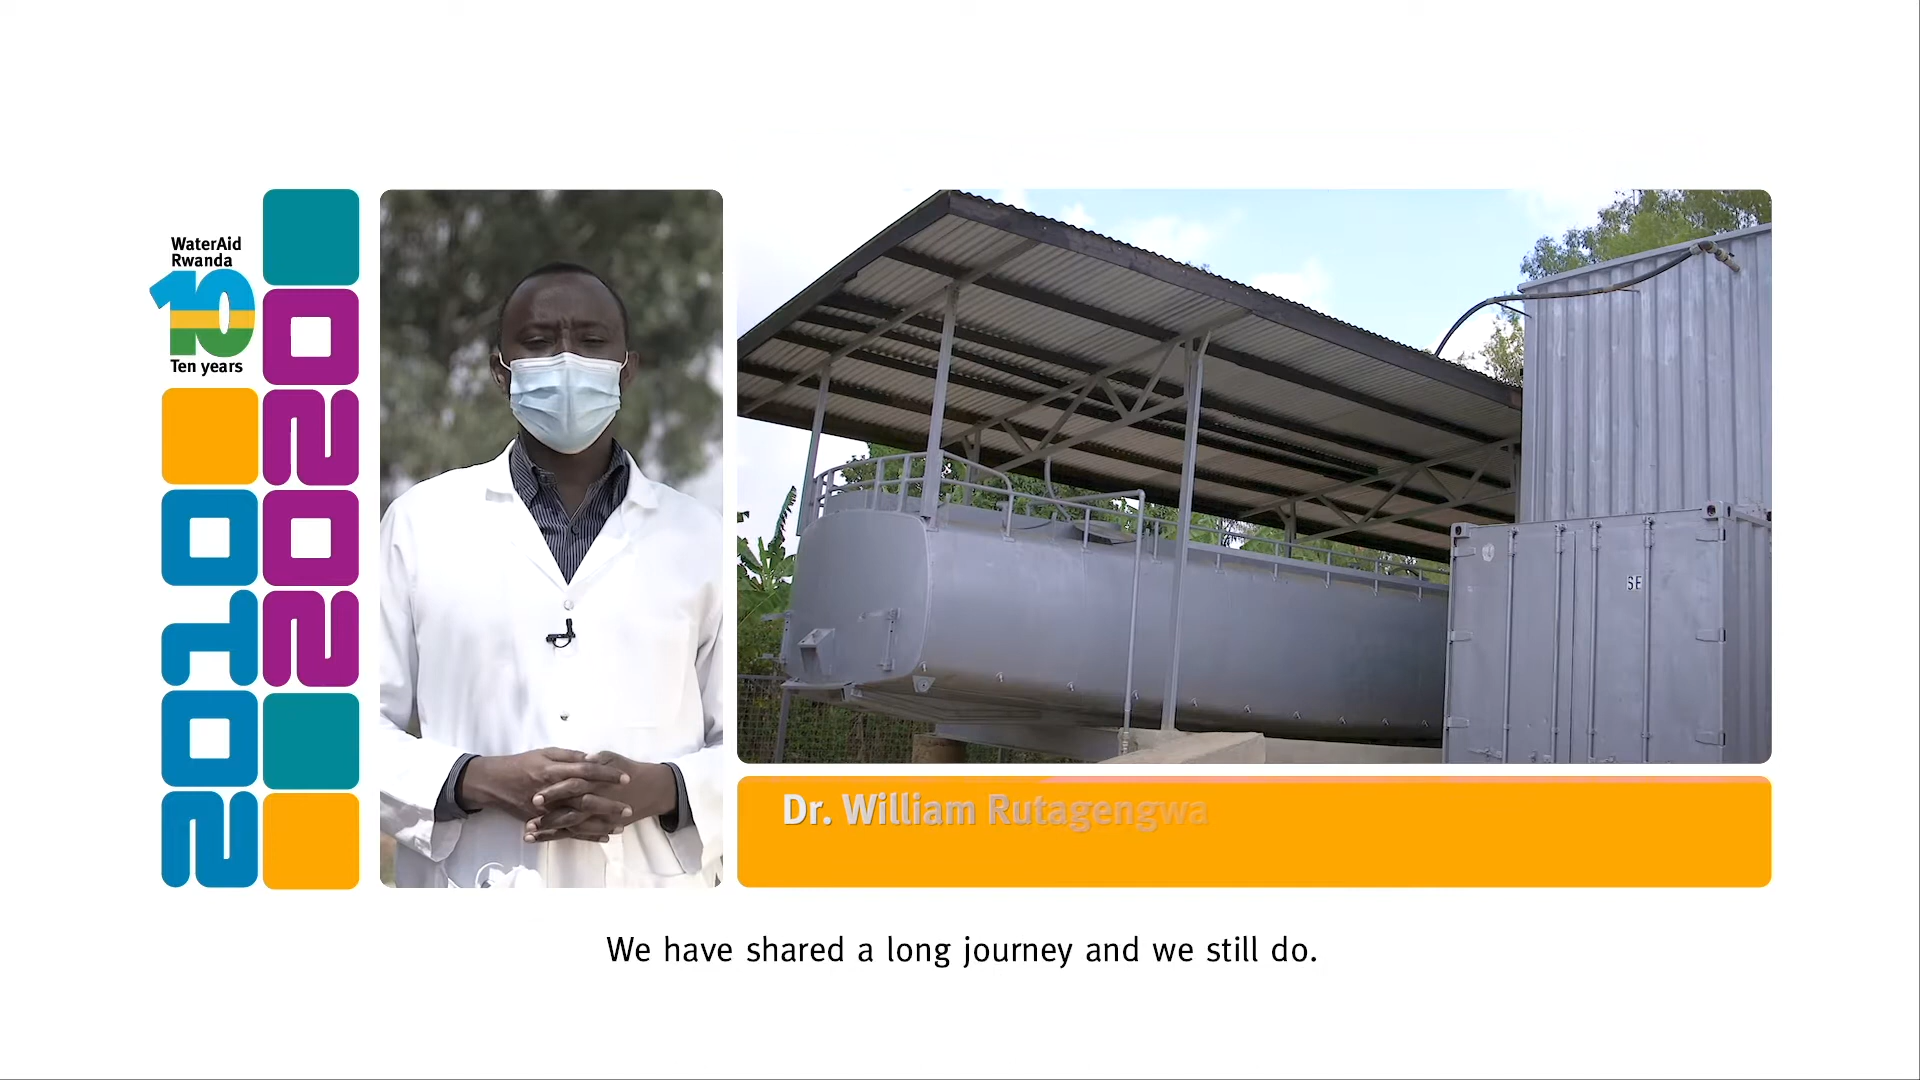 WaterAid
Rwanda
10
Ten years
2010
2020
SE
Dr. William Rutagengwa
We have shared a long journey and we still do.